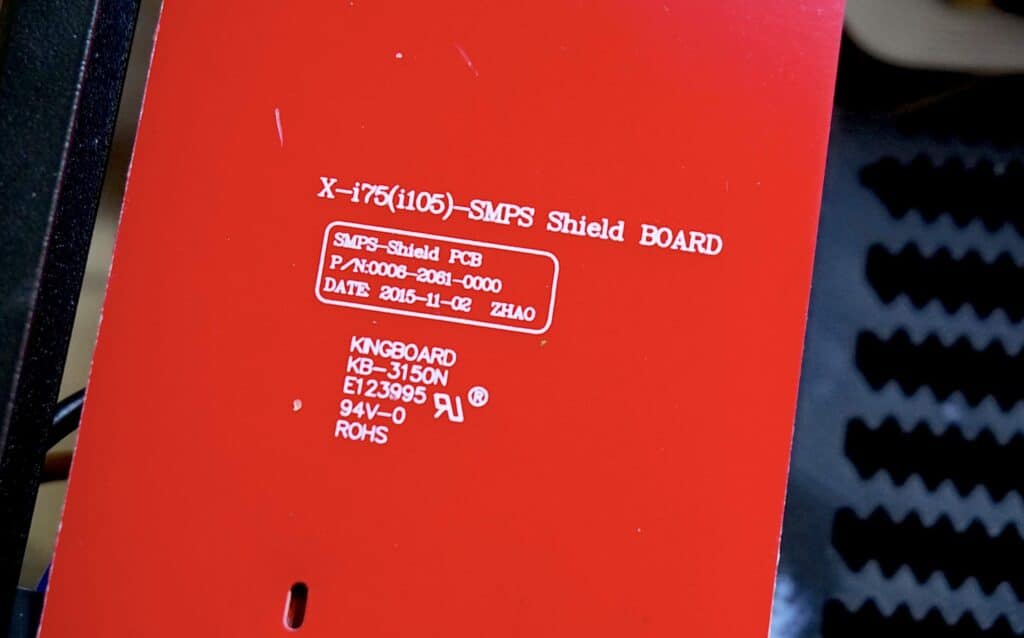 X-i75(i105)-SMPS Shield BOARD
SMPS-Shield PCB
P/N:0006-2061-0000
DATE: 2015-11-02 ZHAO
KINGBOARD
KB-3150N
E123995
94V-0
ROHS